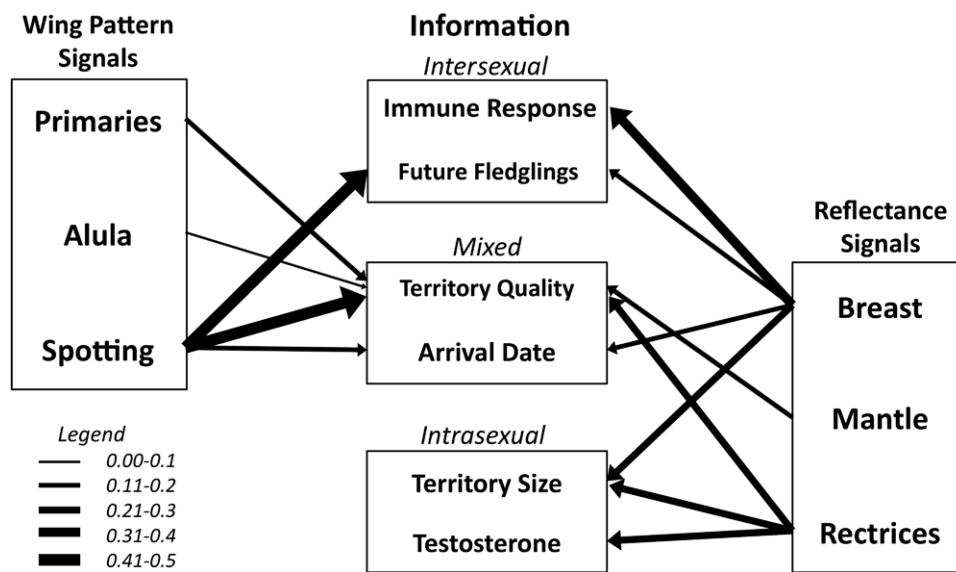 Wing Pattern
Signals
Primaries
Alula
Spotting
Legend
0.00-0.1
0.11-0.2
0.21-0.3
0.31-0.4
0.41-0.5
Information
Intersexual
Immune Response
Future Fledglings
Mixed
Territory Quality
Arrival Date
Intrasexual
Territory Size
Testosterone
Reflectance
Signals
Breast
Mantle
Rectrices